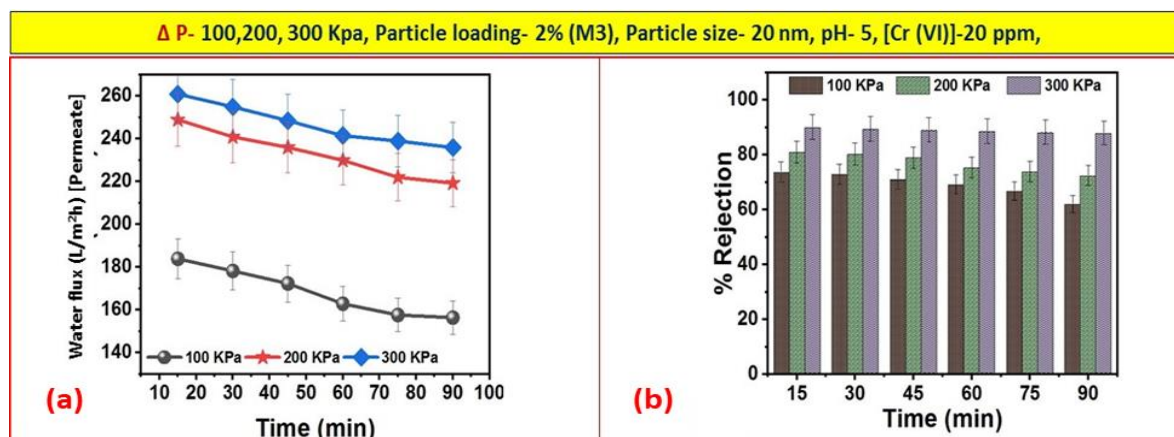 Δ P- 100,200, 300 Kpa, Particle loading- 2% (M3), Particle size- 20 nm, pH- 5, [Cr (VI)]-20 ppm,
Water flux (L/m²h) [Permeate]
260
240
220
180
160
140
100 KPa 200 KPa 300 KPa
10 20 30 40 50 60 70 80 90 100
(a)
Time (min)
100 KPa 200 KPa 300 KPa
% Rejection
100
80
60
40
20
0
15 30 45 60 75 90
(b)
Time (min)